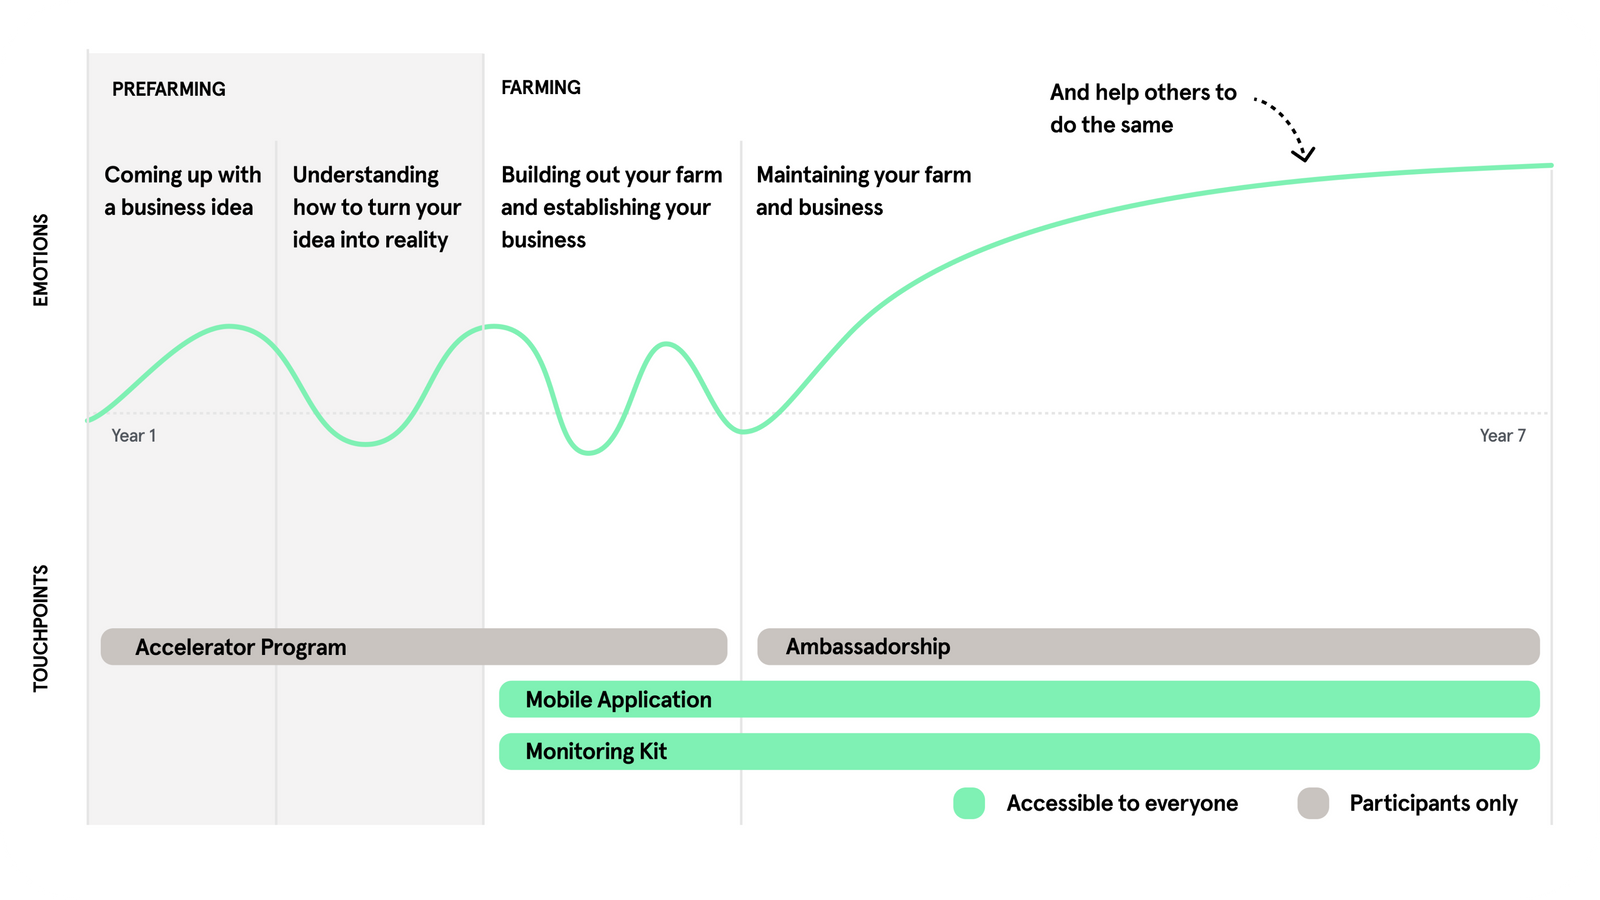 PREFARMING
FARMING
And help others to
do the same
Coming up with
a business idea
Understanding
how to turn your
idea into reality
Building out your farm
and establishing your
business
Maintaining your farm
and business
EMOTIONS
Year 1
Year 7
TOUCHPOINTS
Accelerator Program
Ambassadorship
Mobile Application
Monitoring Kit
Accessible to everyone
Participants only